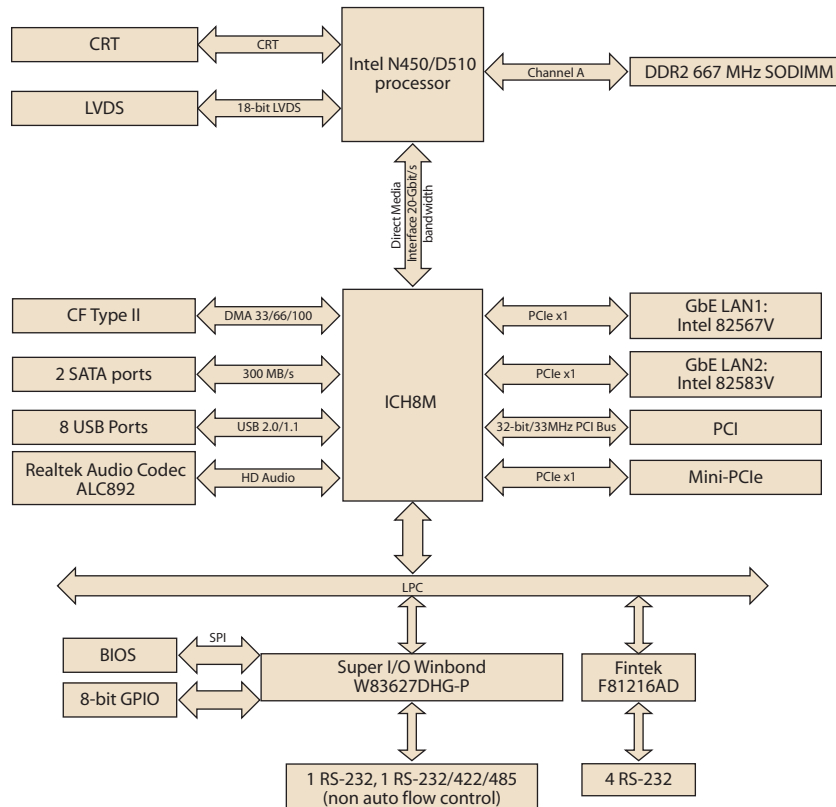 CRT
CRT
Intel N450/D510
processor
Channel A
DDR2 667 MHz SODIMM
LVDS
18-bit LVDS
Direct Media
Interface 20-Gbit/s
bandwidth
CF Type II
DMA 33/66/100
ICH8M
PCIe x1
GbE LAN1:
Intel 82567V
2 SATA ports
300 MB/s
PCIe x1
GbE LAN2:
Intel 82583V
8 USB Ports
USB 2.0/1.1
32-bit/33MHz PCI Bus
PCI
Realtek Audio Codec
ALC892
HD Audio
PCIe x1
Mini-PCIe
LPC
BIOS
SPI
8-bit GPIO
Super I/O Winbond
W83627DHG-P
Fintek
F81216AD
1 RS-232, 1 RS-232/422/485
(non auto flow control)
4 RS-232